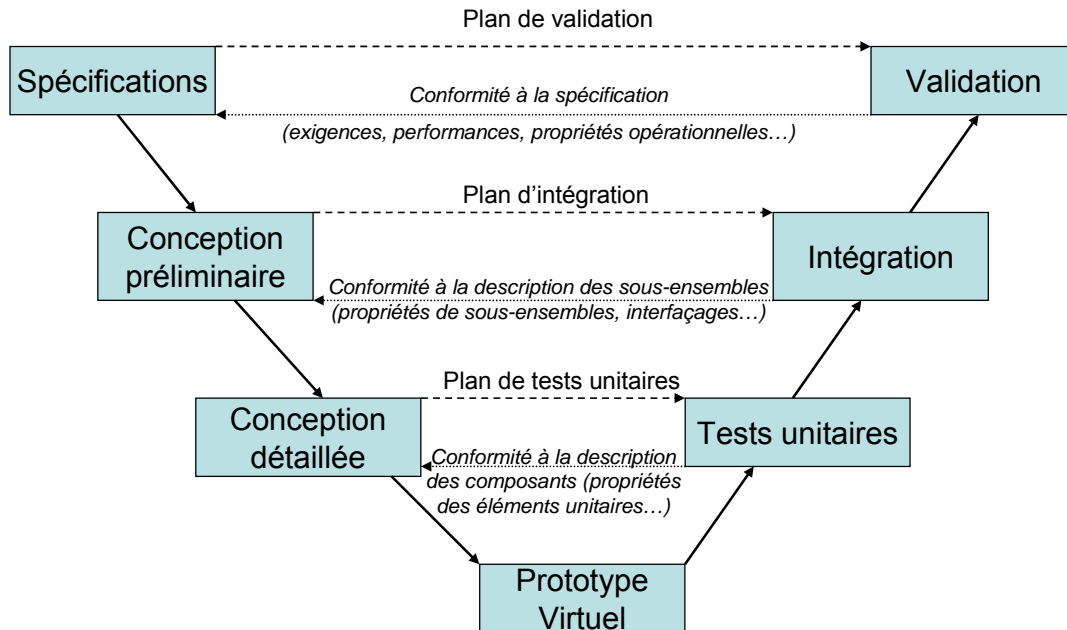 Plan de validation
Spécifications
Validation
Conformité à la spécification
(exigences, performances, propriétés opérationnelles…)
Plan d'intégration
Conception
préliminaire
Intégration
Conformité à la description des sous-ensembles
(propriétés de sous-ensembles, interfaçages…)
Plan de tests unitaires
Conception
détaillée
Tests unitaires
Conformité à la description
des composants (propriétés
des éléments unitaires…)
Prototype
Virtuel